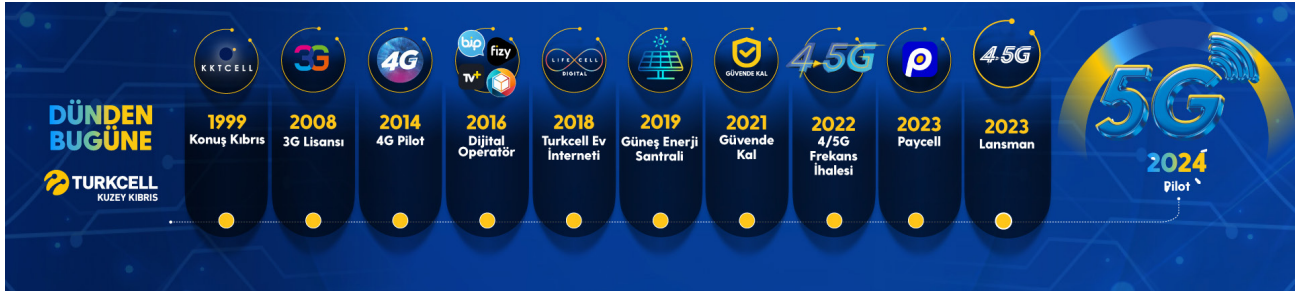 DÜNDEN
BUGÜNE
TURKCELL
KUZEY KIBRIS
KKTCELL
1999
Konuş Kıbrıs
3G
2008
3G Lisansı
4G
2014
4G Pilot
bip
fizy
TV+
2016
Dijital
Operatör
LIFECELL
DIGITAL
2018
Turkcell Ev
İnterneti
2019
Güneş Enerji
Santrali
GÜVENDE KAL
2021
Güvende
Kal
4.5G
2022
4/5G
Frekans
İhalesi
2023
Paycell
4.5G
2023
Lansman
5G
2024
Pilot